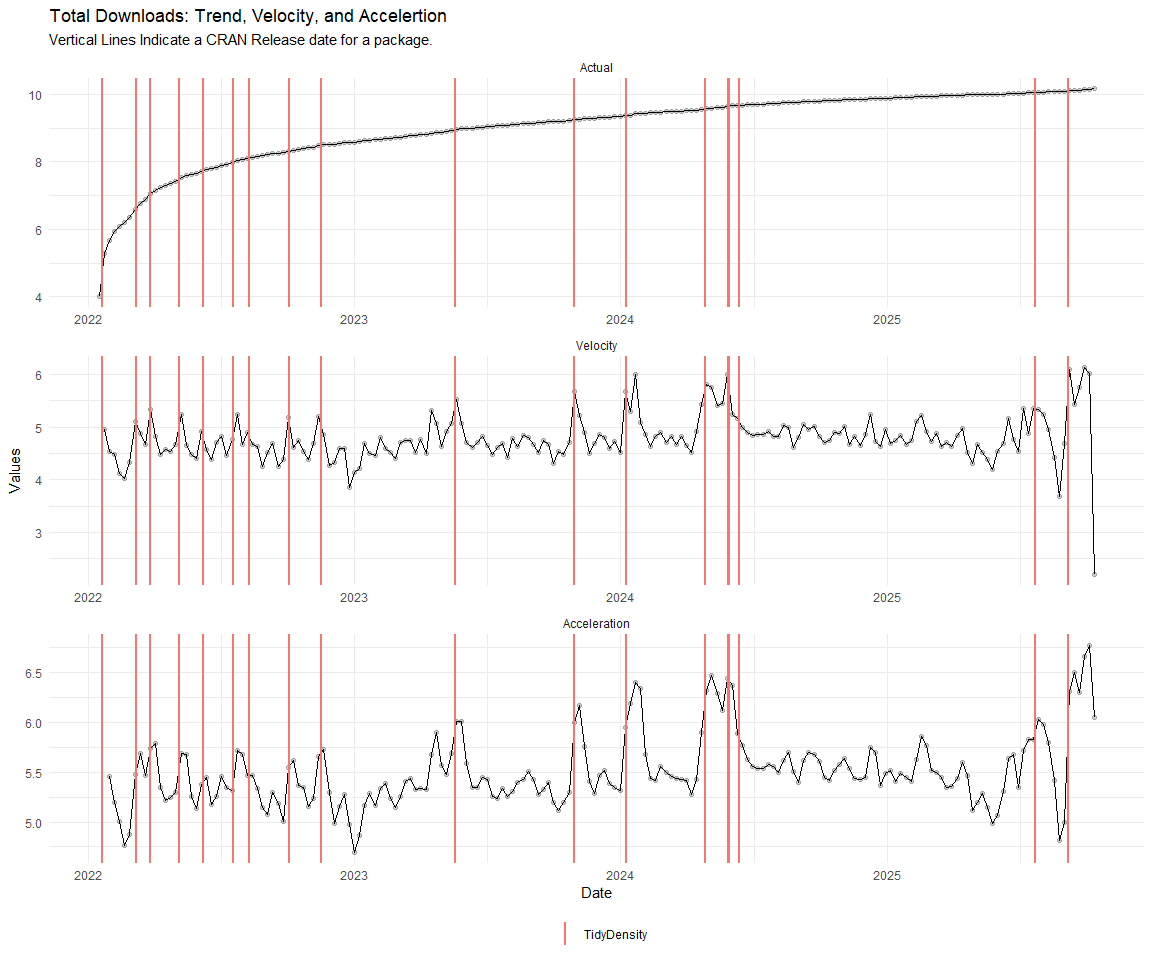 Total Downloads: Trend, Velocity, and Accelertion
Vertical Lines Indicate a CRAN Release date for a package.
Actual
10
8
6
4
2022 2023 2024 2025
Velocity
6
5
4
3
2022 2023 2024 2025
Values
Acceleration
6.5
6.0
5.5
5.0
2022 2023 2024 2025
Date
TidyDensity